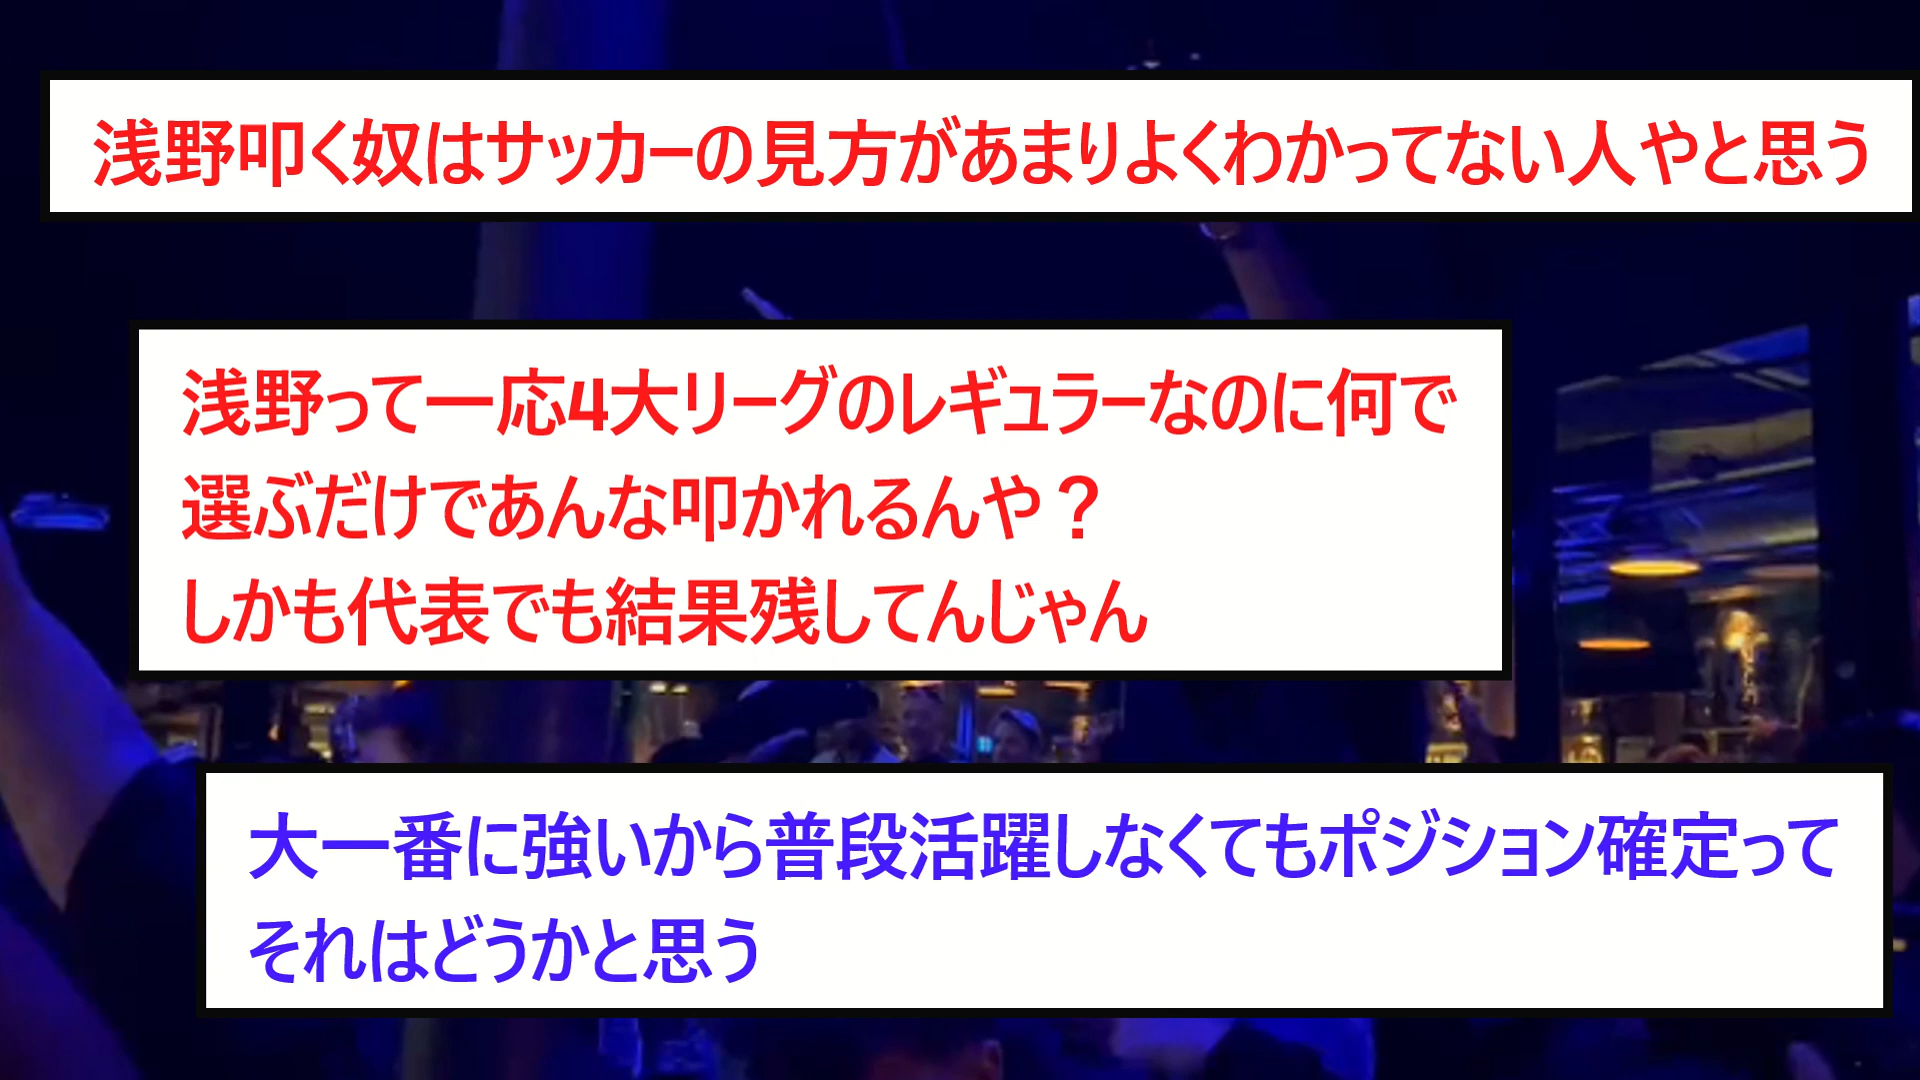 浅野叩く奴はサッカーの見方があまりよくわかってない人やと思う
浅野って一応4大リーグのレギュラーなのに何で
選ぶだけであんな叩かれるんや？
しかも代表でも結果残してんじゃん
大一番に強いから普段活躍しなくてもポジション確定って
それはどうかと思う